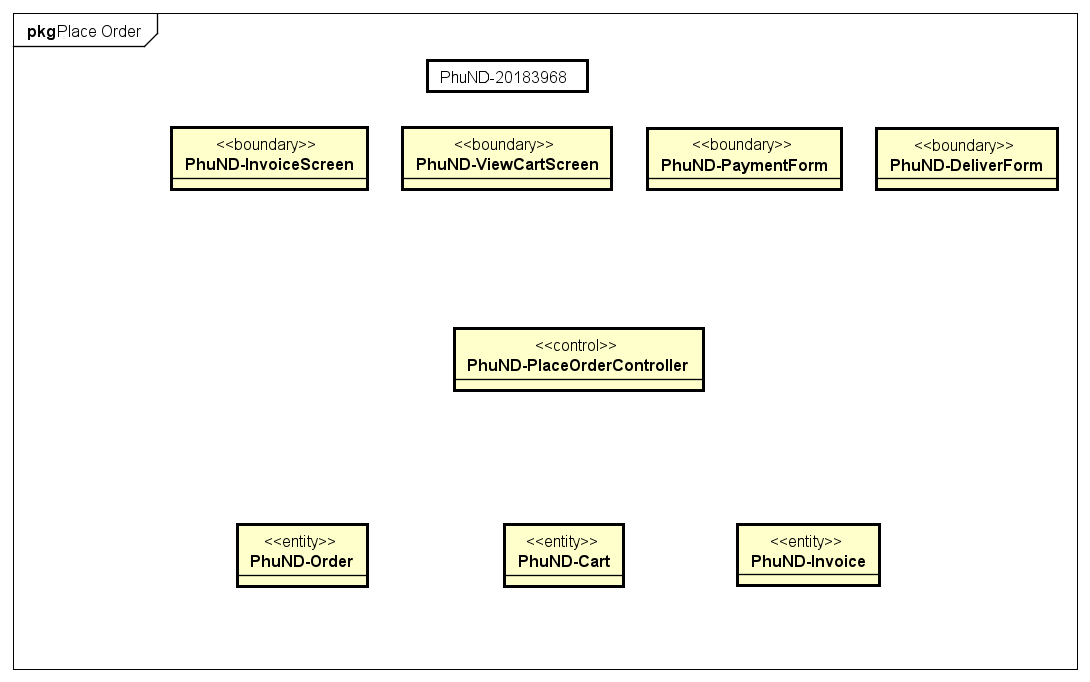 pkgPlace Order
PhuND-20183968
<<boundary>>
PhuND-InvoiceScreen
<<boundary>>
PhuND-ViewCartScreen
<<boundary>>
PhuND-PaymentForm
<<boundary>>
PhuND-DeliverForm
<<control>>
PhuND-PlaceOrderController
<<entity>>
PhuND-Order
<<entity>>
PhuND-Cart
<<entity>>
PhuND-Invoice